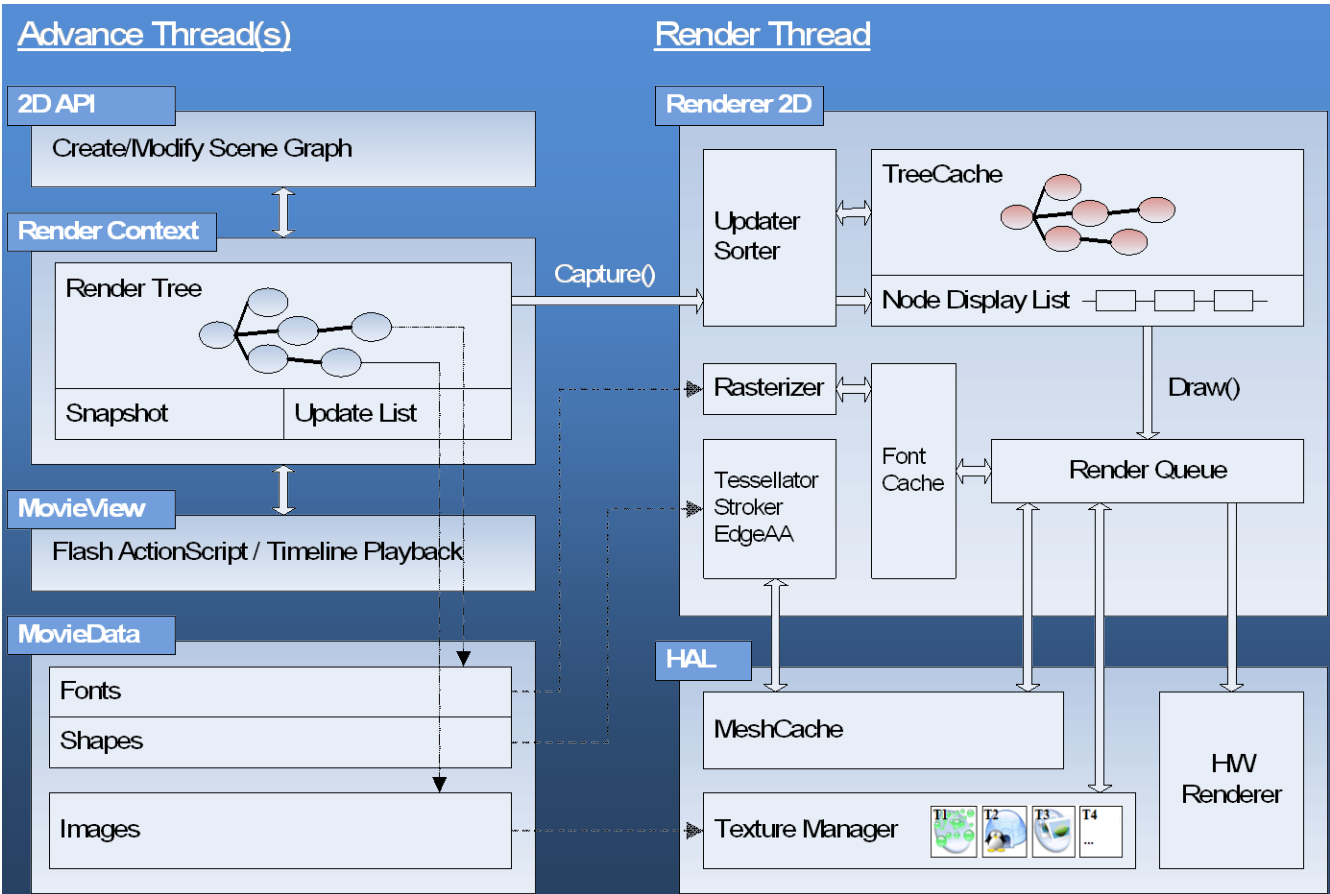 Advance Thread(s)
Render Thread
2D API
Create/Modify Scene Graph
Render Context
Render Tree
Snapshot
Update List
MovieView
Flash ActionScript / Timeline Playback
MovieData
Fonts
Shapes
Images
Capture()
Renderer 2D
Updater
Sorter
TreeCache
Node Display List
Rasterizer
Draw()
Tessellator
Stroker
EdgeAA
Font
Cache
Render Queue
HAL
MeshCache
Texture Manager
T1
T2
T3
T4
...
HW
Renderer